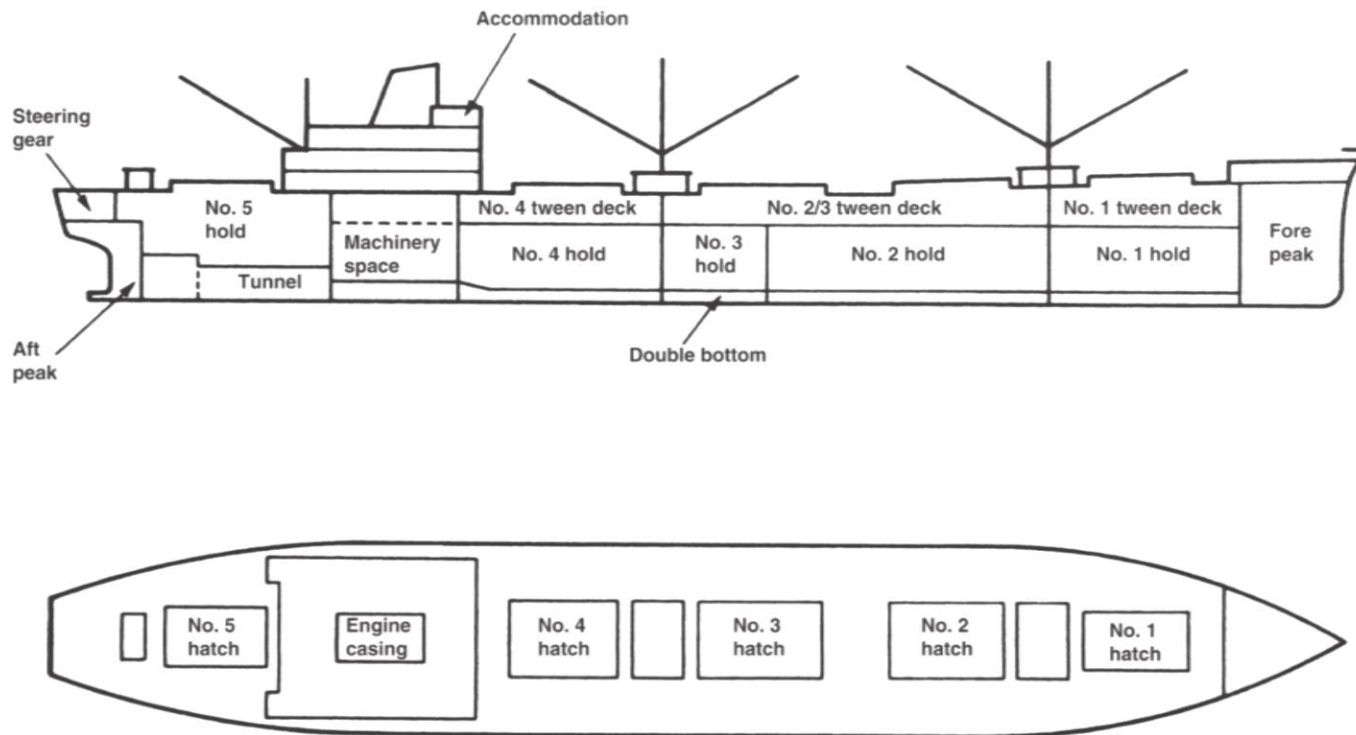 Accommodation
Steering
gear
No. 5
hold
No. 4 tween deck
No. 2/3 tween deck
No. 1 tween deck
Machinery
space
No. 4 hold
No. 3
hold
No. 2 hold
No. 1 hold
Fore
peak
Tunnel
Aft
peak
Double bottom
No. 5
hatch
Engine
casing
No. 4
hatch
No. 3
hatch
No. 2
hatch
No. 1
hatch